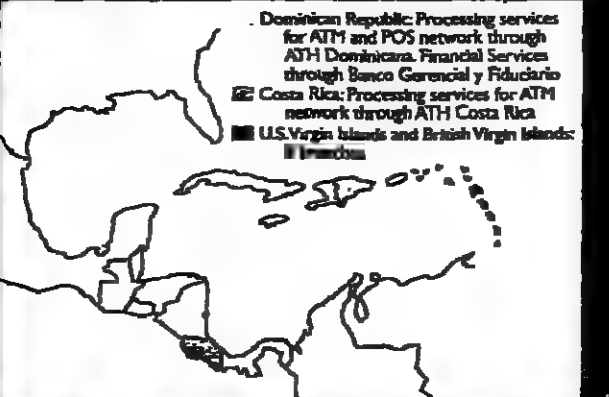 . Dominican Republic: Processing services
for ATM and POS network through
ATH Dominicana. Financial Services
through Banco Gerencial y Fiduciario
Costa Rica: Processing services for ATM
network through ATH Costa Rica
U.S. Virgin Islands and British Virgin Islands:
branches